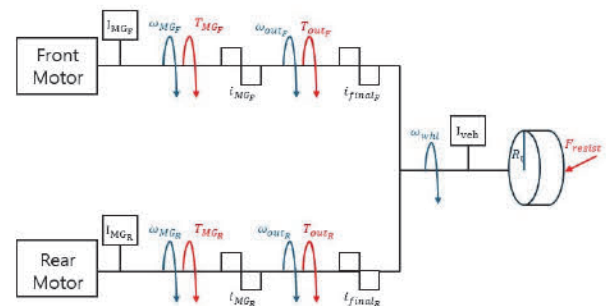 I_MG_F ω_MG_F T_MG_F ω_out_F T_out_F
Front
Motor
i_MG_F i_final_F
ω_whl I_veh
R_t F_resist
I_MG_R ω_MG_R T_MG_R ω_out_R T_out_R
Rear
Motor
i_MG_R i_final_R